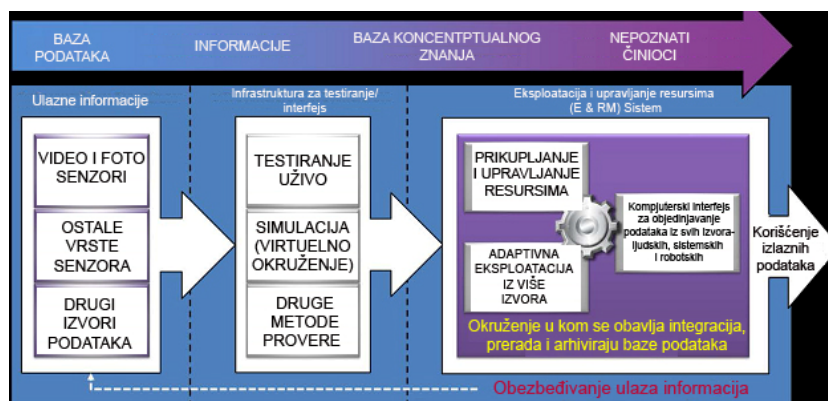 BAZA
PODATAKA
INFORMACIJE
BAZA KONCENTPTUALNOG
ZNANJA
NEPOZNATI
ČINIOCI
Ulazne informacije
Infrastruktura za testiranje/
interfejs
Eksploatacija i upravljanje resursima
(E & RM) Sistem
VIDEO I FOTO
SENZORI
OSTALE
VRSTE
SENZORA
DRUGI
IZVORI
PODATAKA
TESTIRANJE
UŽIVO
SIMULACIJA
(VIRTUELNO
OKRUŽENJE)
DRUGE
METODE
PROVERE
PRIKUPLJANJE
I UPRAVLJANJE
RESURSIMA
ADAPTIVNA
EKSPLOATACIJA
IZ VIŠE
IZVORA
Kompjuterski interfejs
za objedinjavanje
podataka iz svih izvora-
ljudskih, sistemskih
i robotskih
Okruženje u kom se obavlja integracija,
prerada i arhiviraju baze podataka
Korišćenje
izlaznih
podataka
Obezbeđivanje ulaza informacija